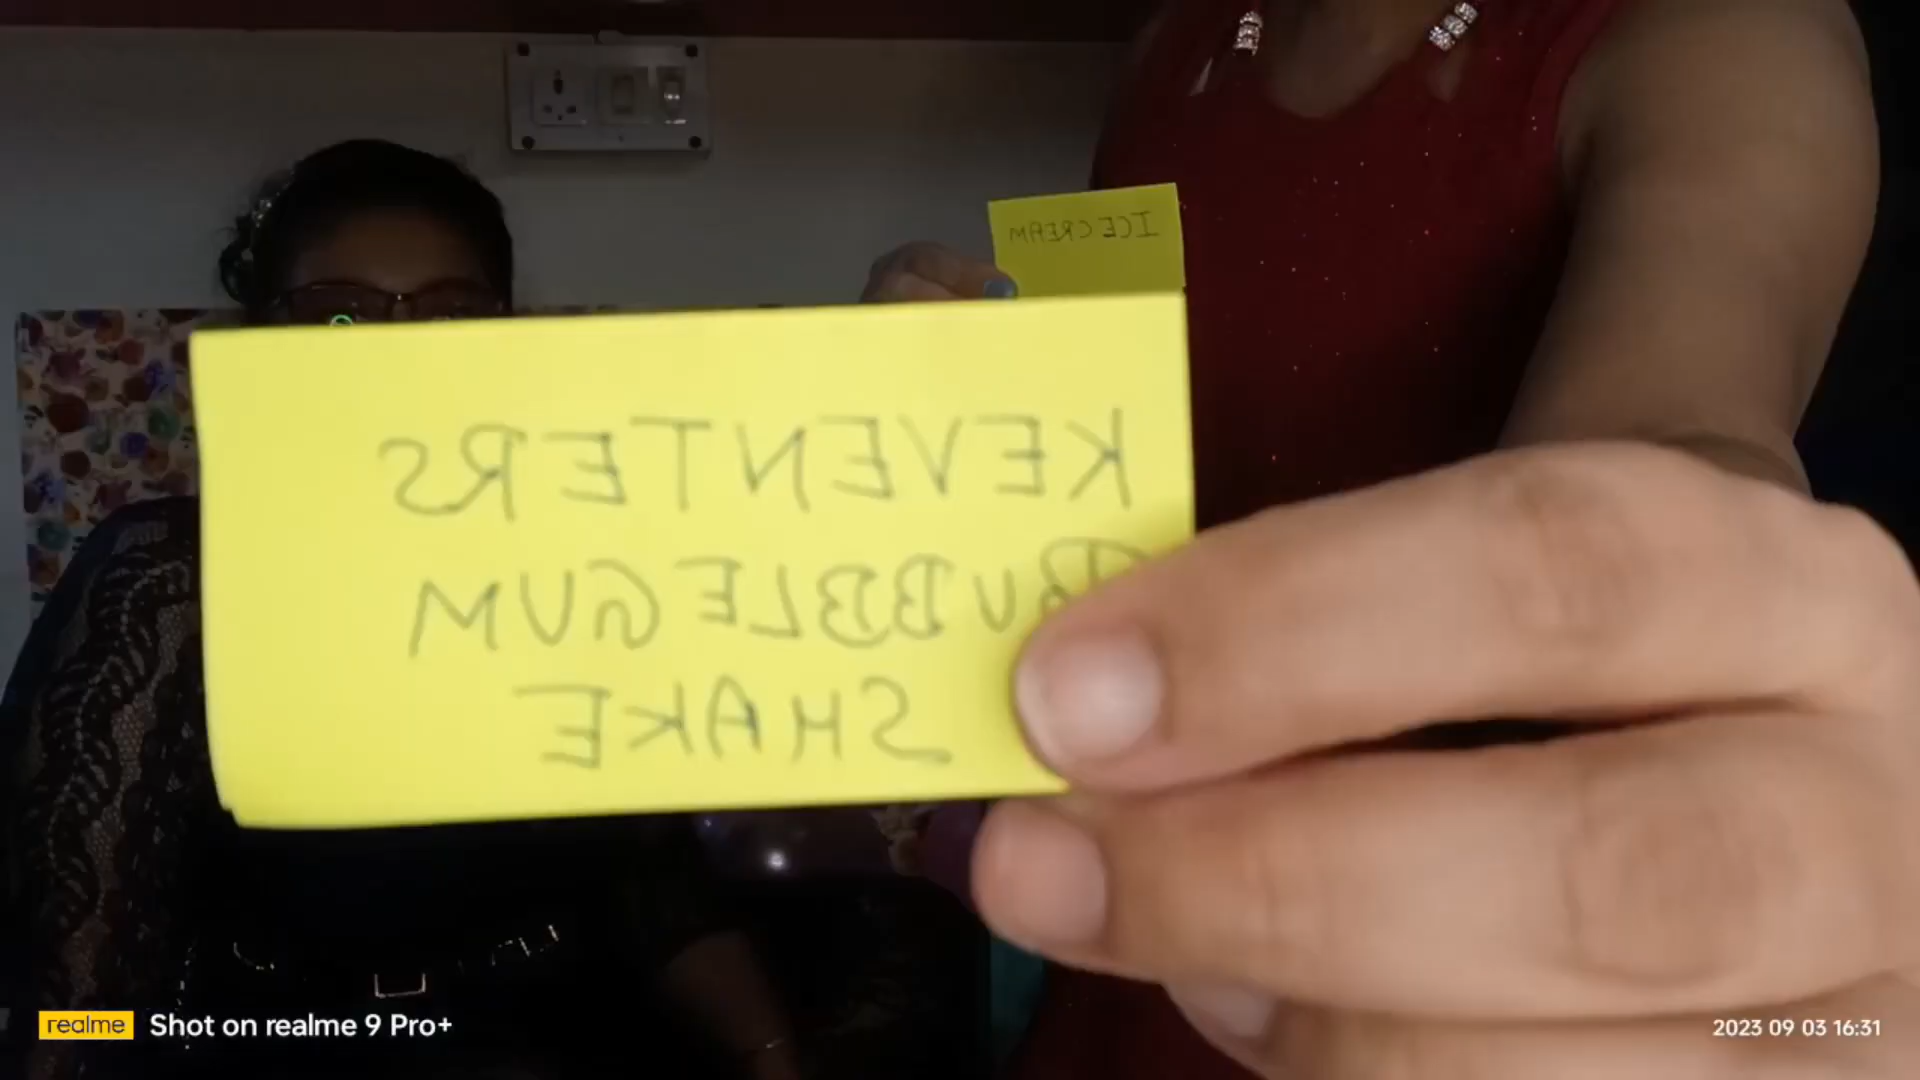 ICE CREAM
KEVENTERS
BUBBLEGUM
SHAKE
realme Shot on realme 9 Pro+
2023 09 03 16:31